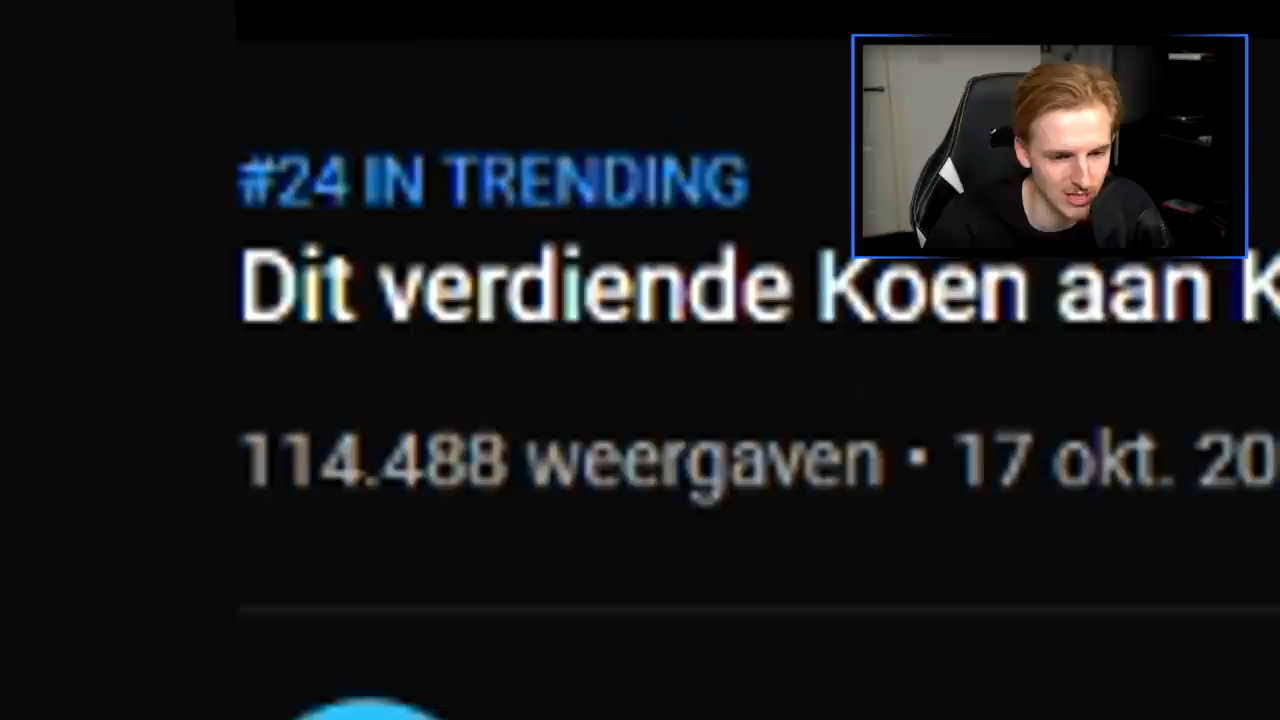 #24 IN TRENDING
Dit verdiende Koen aan
114.488 weergaven • 17 okt. 20